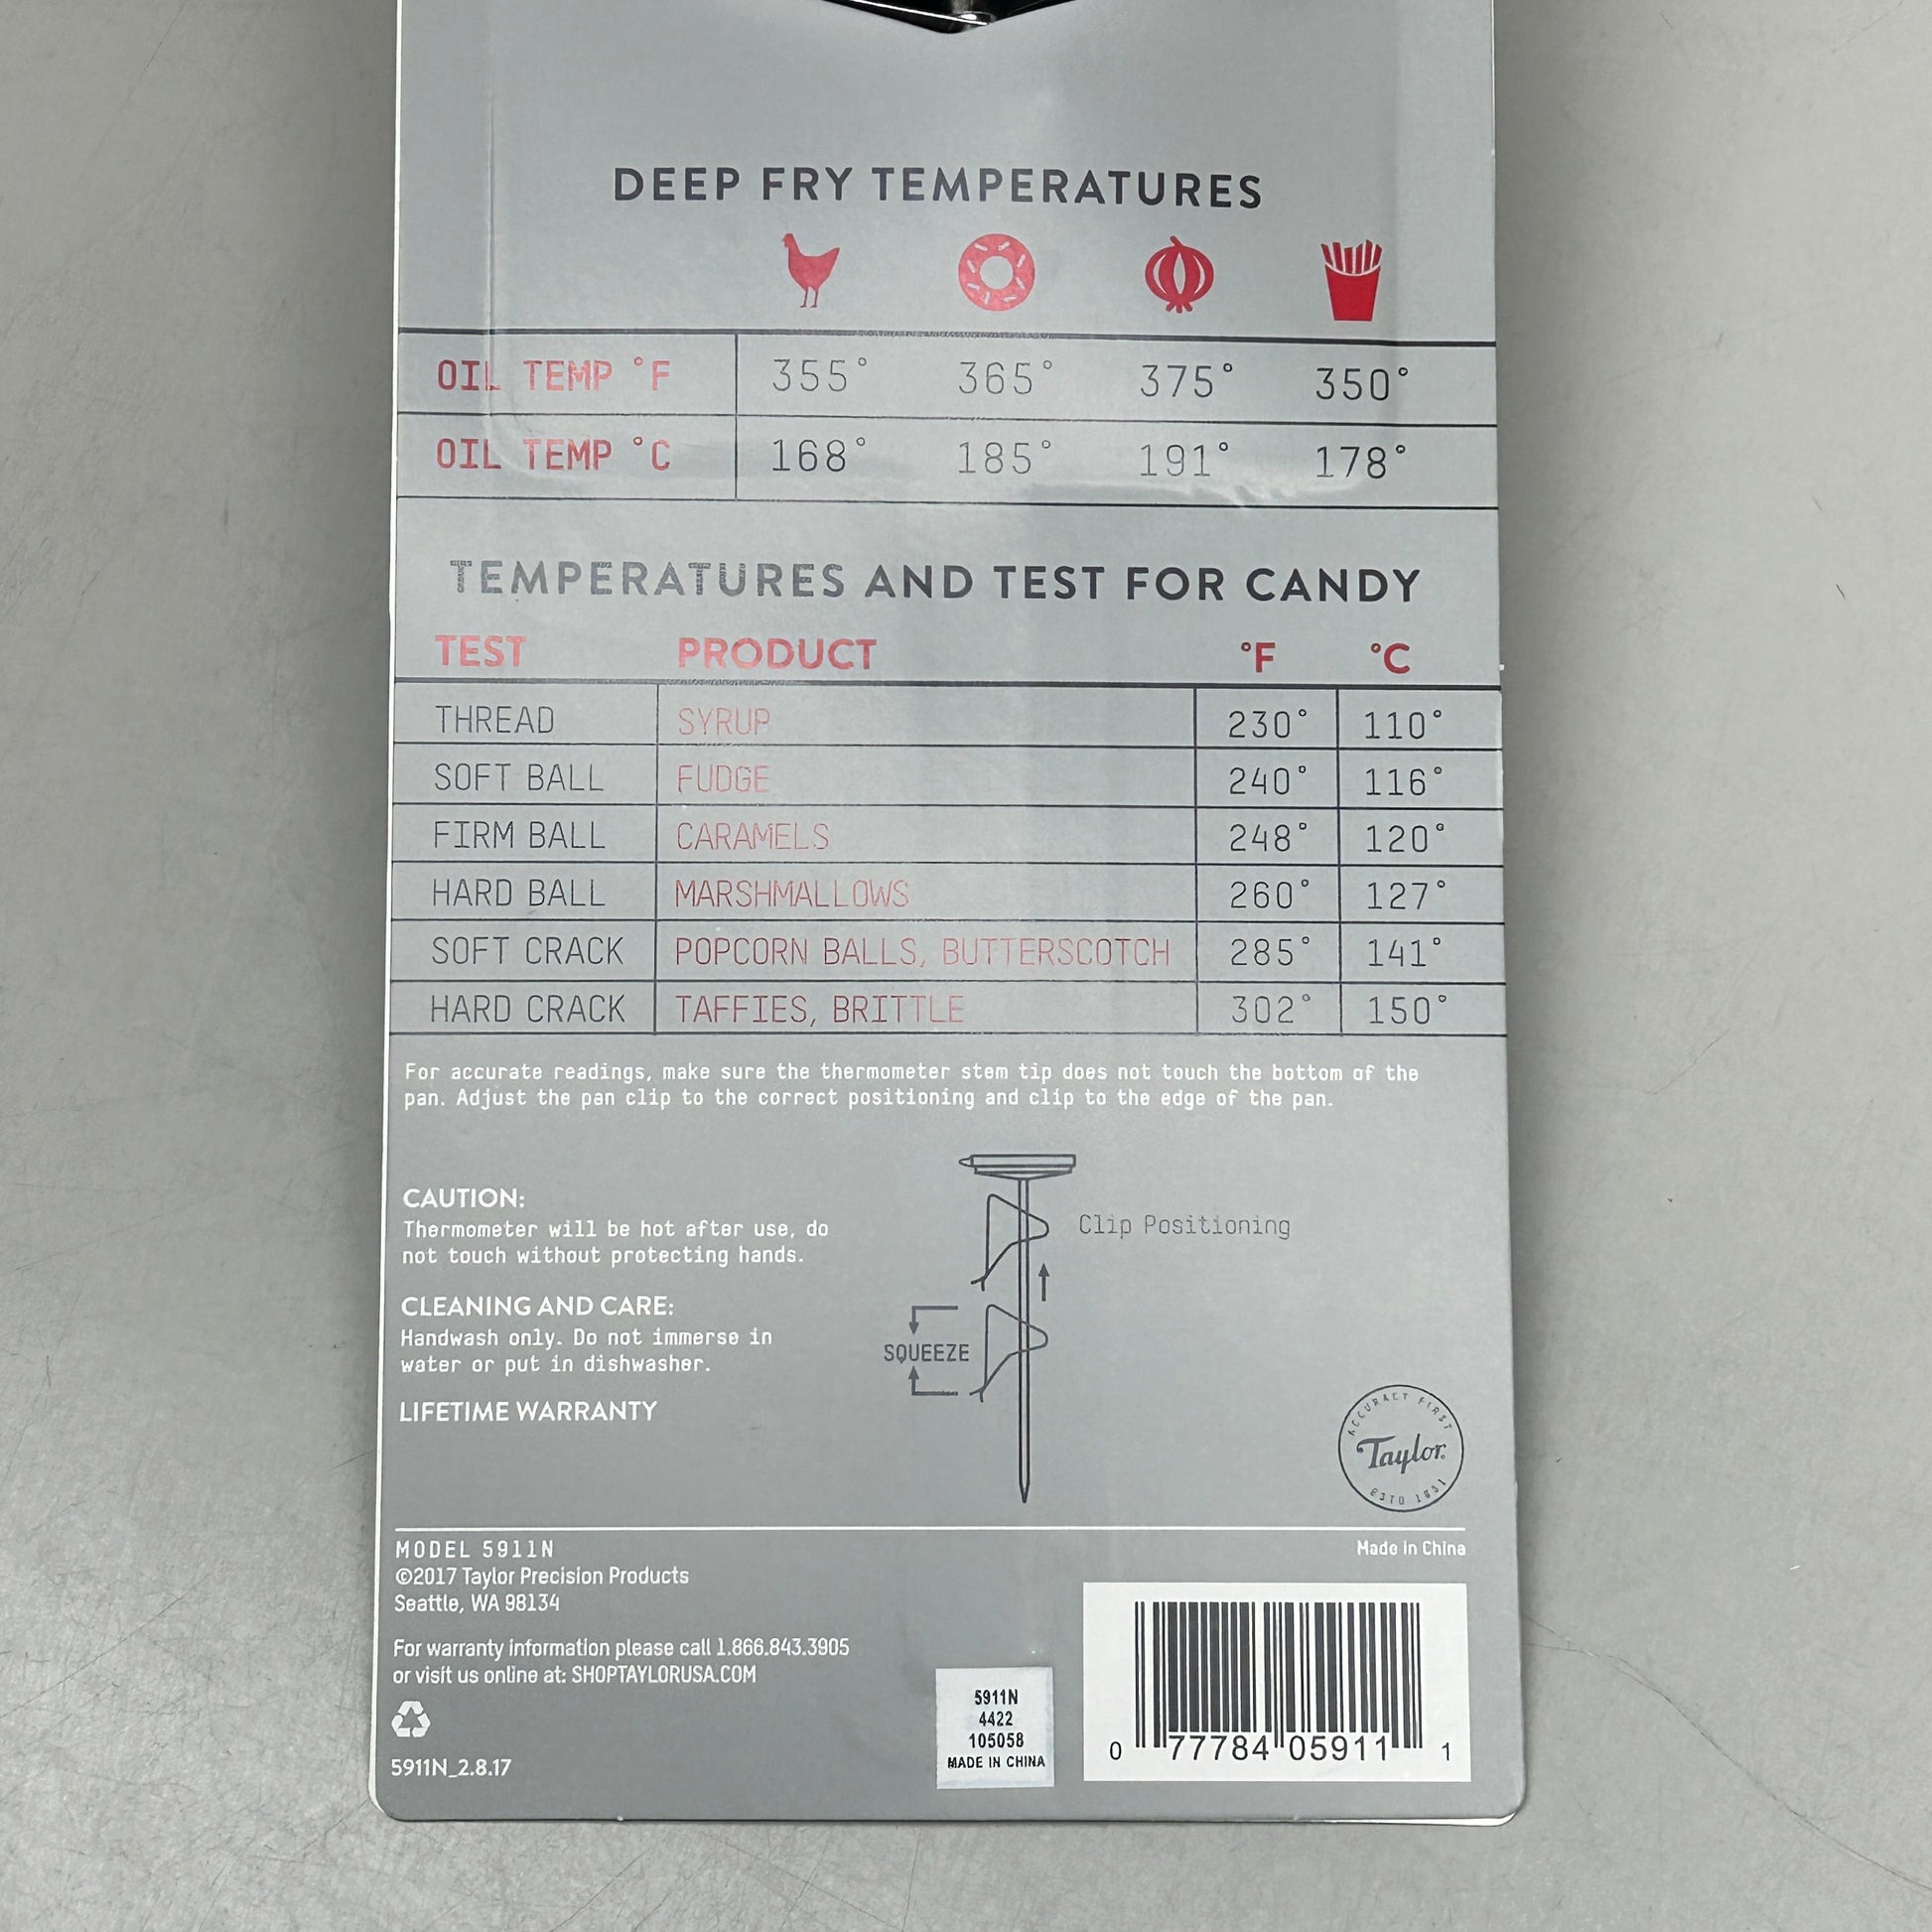 DEEP FRY TEMPERATURES
OIL TEMP °F 355° 365° 375° 350°
OIL TEMP °C 168° 185° 191° 178°
TEMPERATURES AND TEST FOR CANDY
TEST PRODUCT °F °C
THREAD SYRUP 230° 110°
SOFT BALL FUDGE 240° 116°
FIRM BALL CARAMELS 248° 120°
HARD BALL MARSHMALLOWS 260° 127°
SOFT CRACK POPCORN BALLS, BUTTERSCOTCH 285° 141°
HARD CRACK TAFFIES, BRITTLE 302° 150°
For accurate readings, make sure the thermometer stem tip does not touch the bottom of the
pan. Adjust the pan clip to the correct positioning and clip to the edge of the pan.
CAUTION:
Thermometer will be hot after use, do
not touch without protecting hands.
CLEANING AND CARE:
Handwash only. Do not immerse in
water or put in dishwasher.
LIFETIME WARRANTY
Clip Positioning
SQUEEZE
ACCURACT FIRST
Taylor
ESTD 1851
MODEL 5911N
©2017 Taylor Precision Products
Seattle, WA 98134
Made in China
For warranty information please call 1.866.843.3905
or visit us online at: SHOPTAYLORUSA.COM
5911N_2.8.17
5911N
4422
105058
MADE IN CHINA
0 77784 05911 1